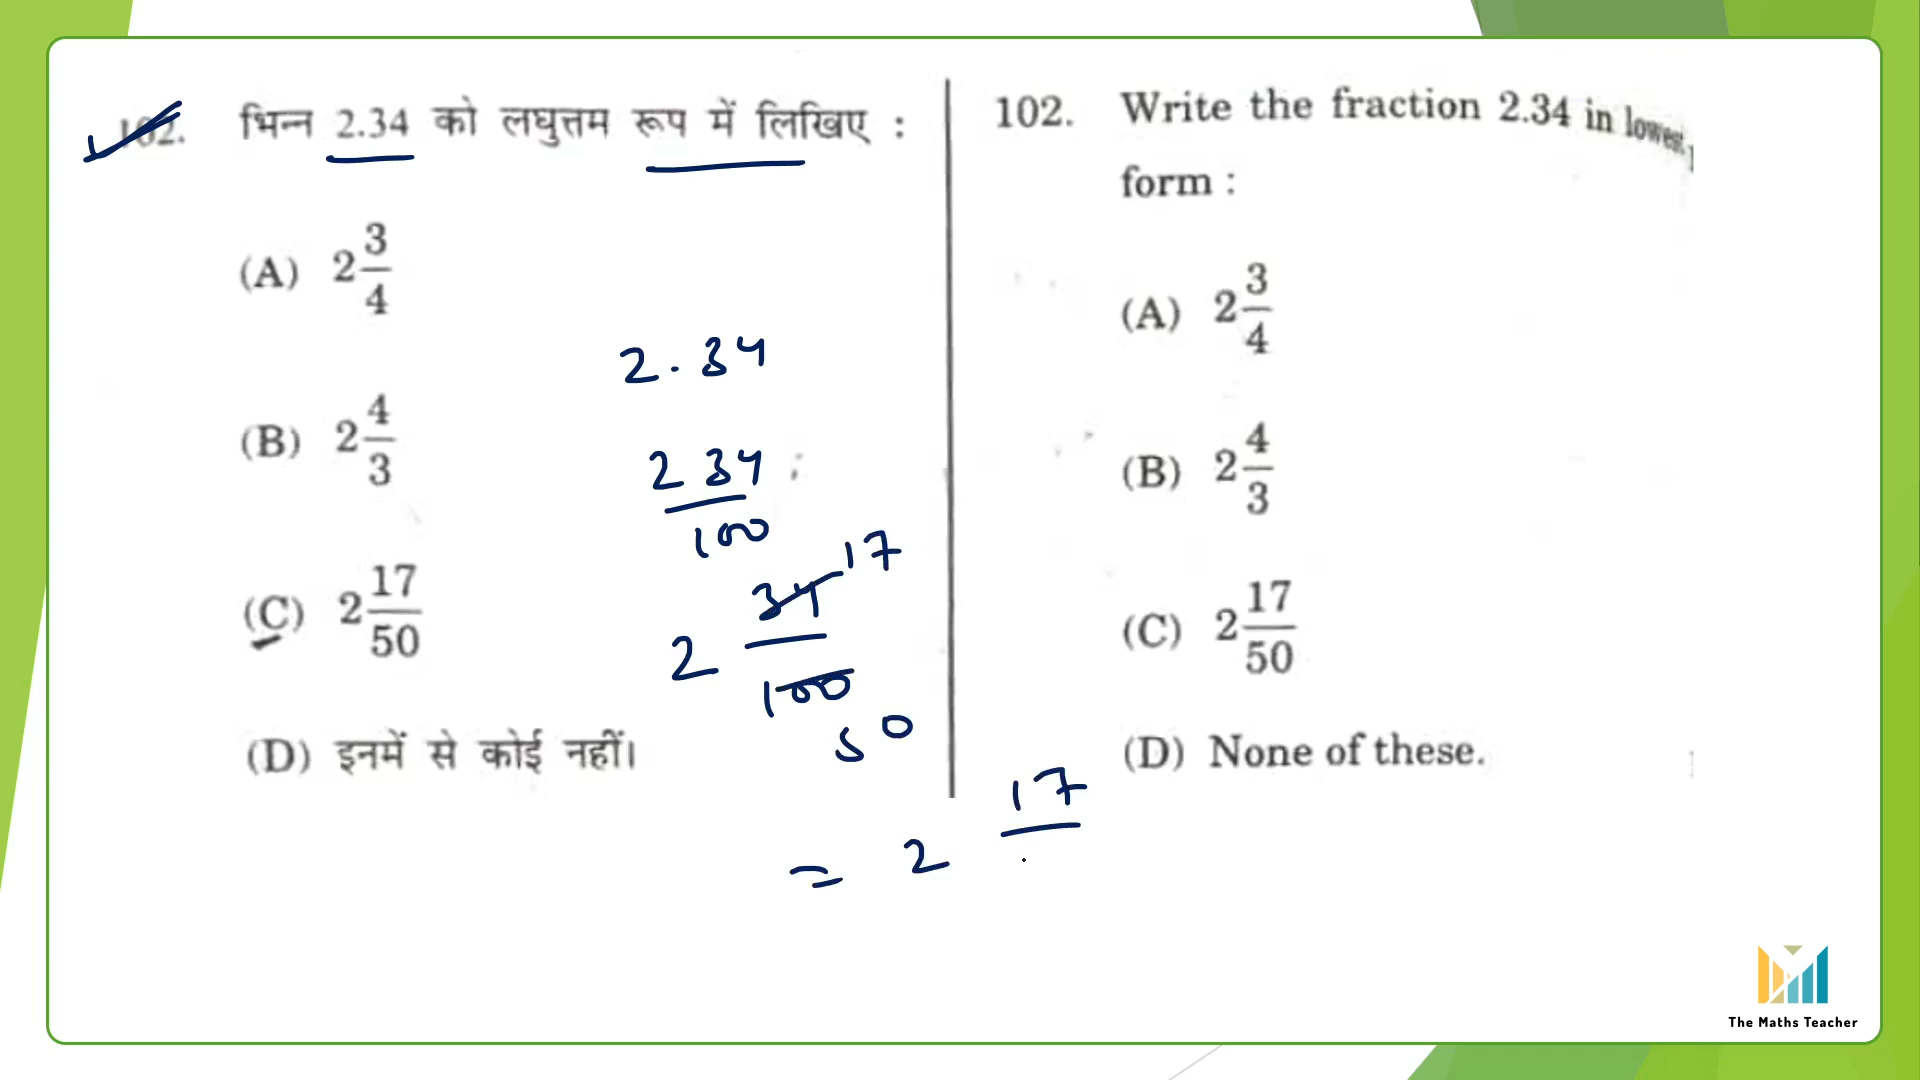 102. भिन्न 2.34 को लघुत्तम रूप में लिखिए :
(A) 2 3/4
(B) 2 4/3
(C) 2 17/50
(D) इनमें से कोई नहीं।
2.34
234/100
2 34/100 17 50
= 2 17
102. Write the fraction 2.34 in lowest
form :
(A) 2 3/4
(B) 2 4/3
(C) 2 17/50
(D) None of these.
The Maths Teacher